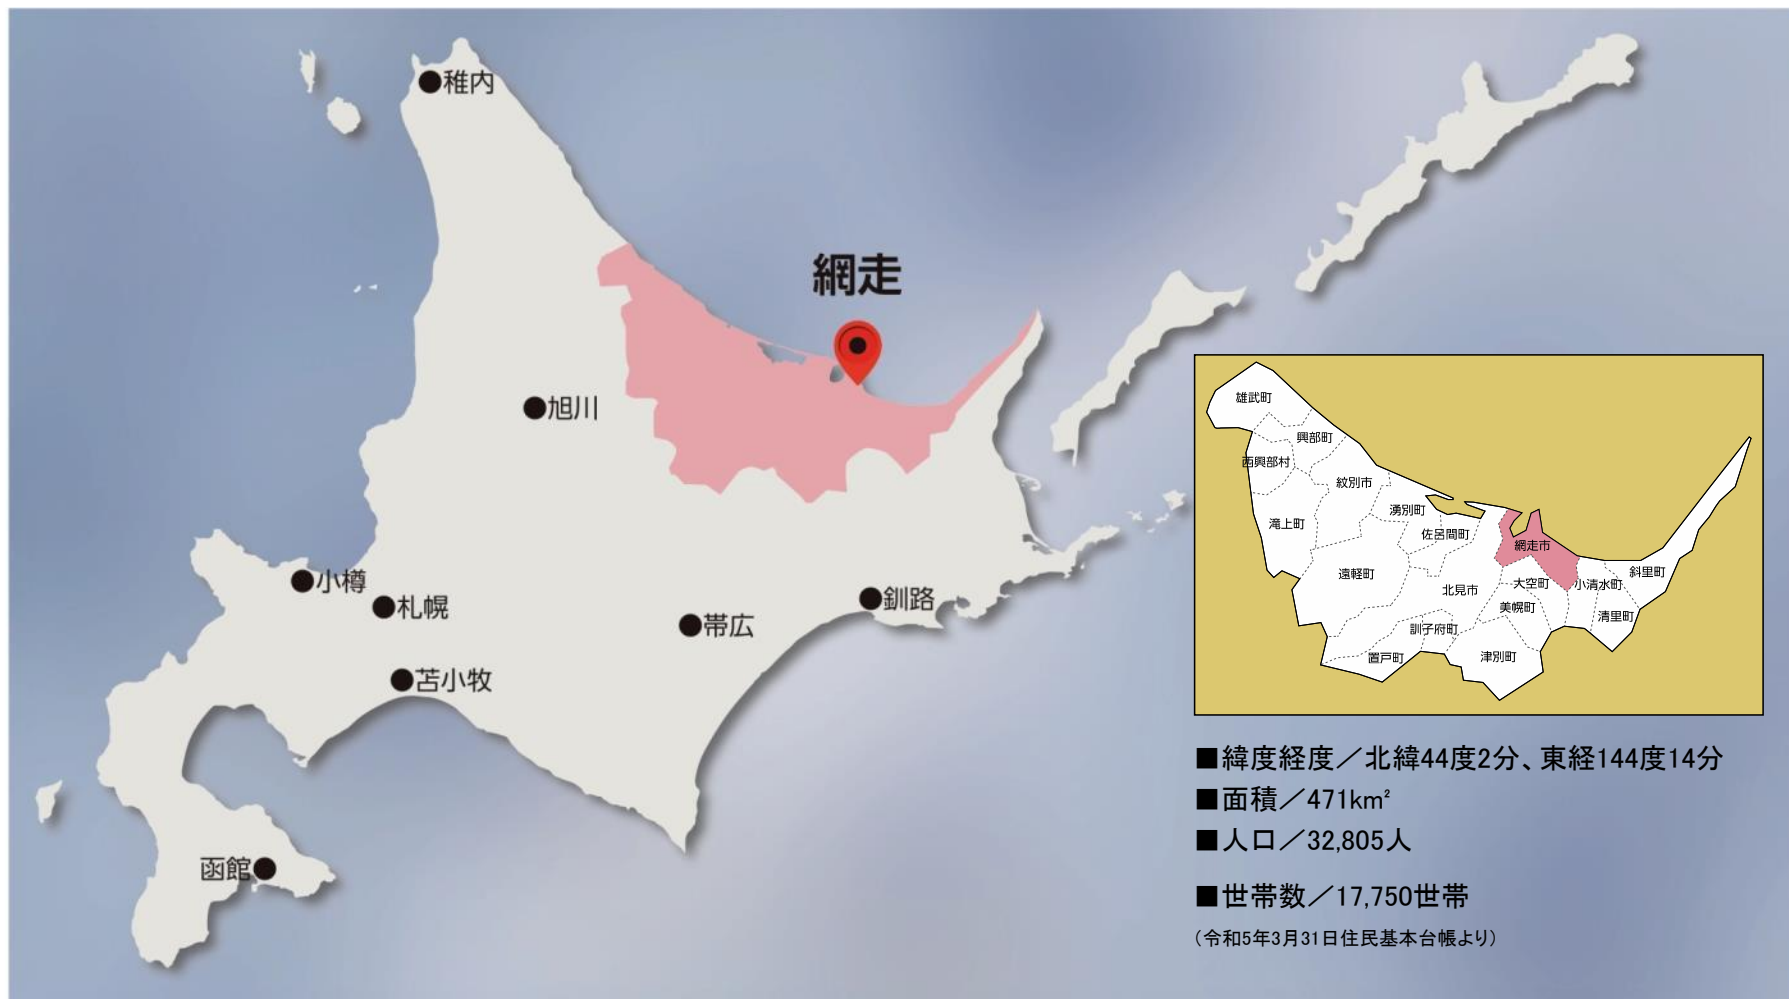 稚内
網走
旭川
小樽
札幌
釧路
帯広
苫小牧
函館
雄武町
興部町
西興部村
紋別市
湧別町
滝上町
佐呂間町
網走市
遠軽町
北見市
大空町
小清水町
斜里町
美幌町
清里町
訓子府町
置戸町
津別町
■緯度経度／北緯44度2分、東経144度14分
■面積／471km²
■人口／32,805人
■世帯数／17,750世帯
（令和5年3月31日住民基本台帳より）